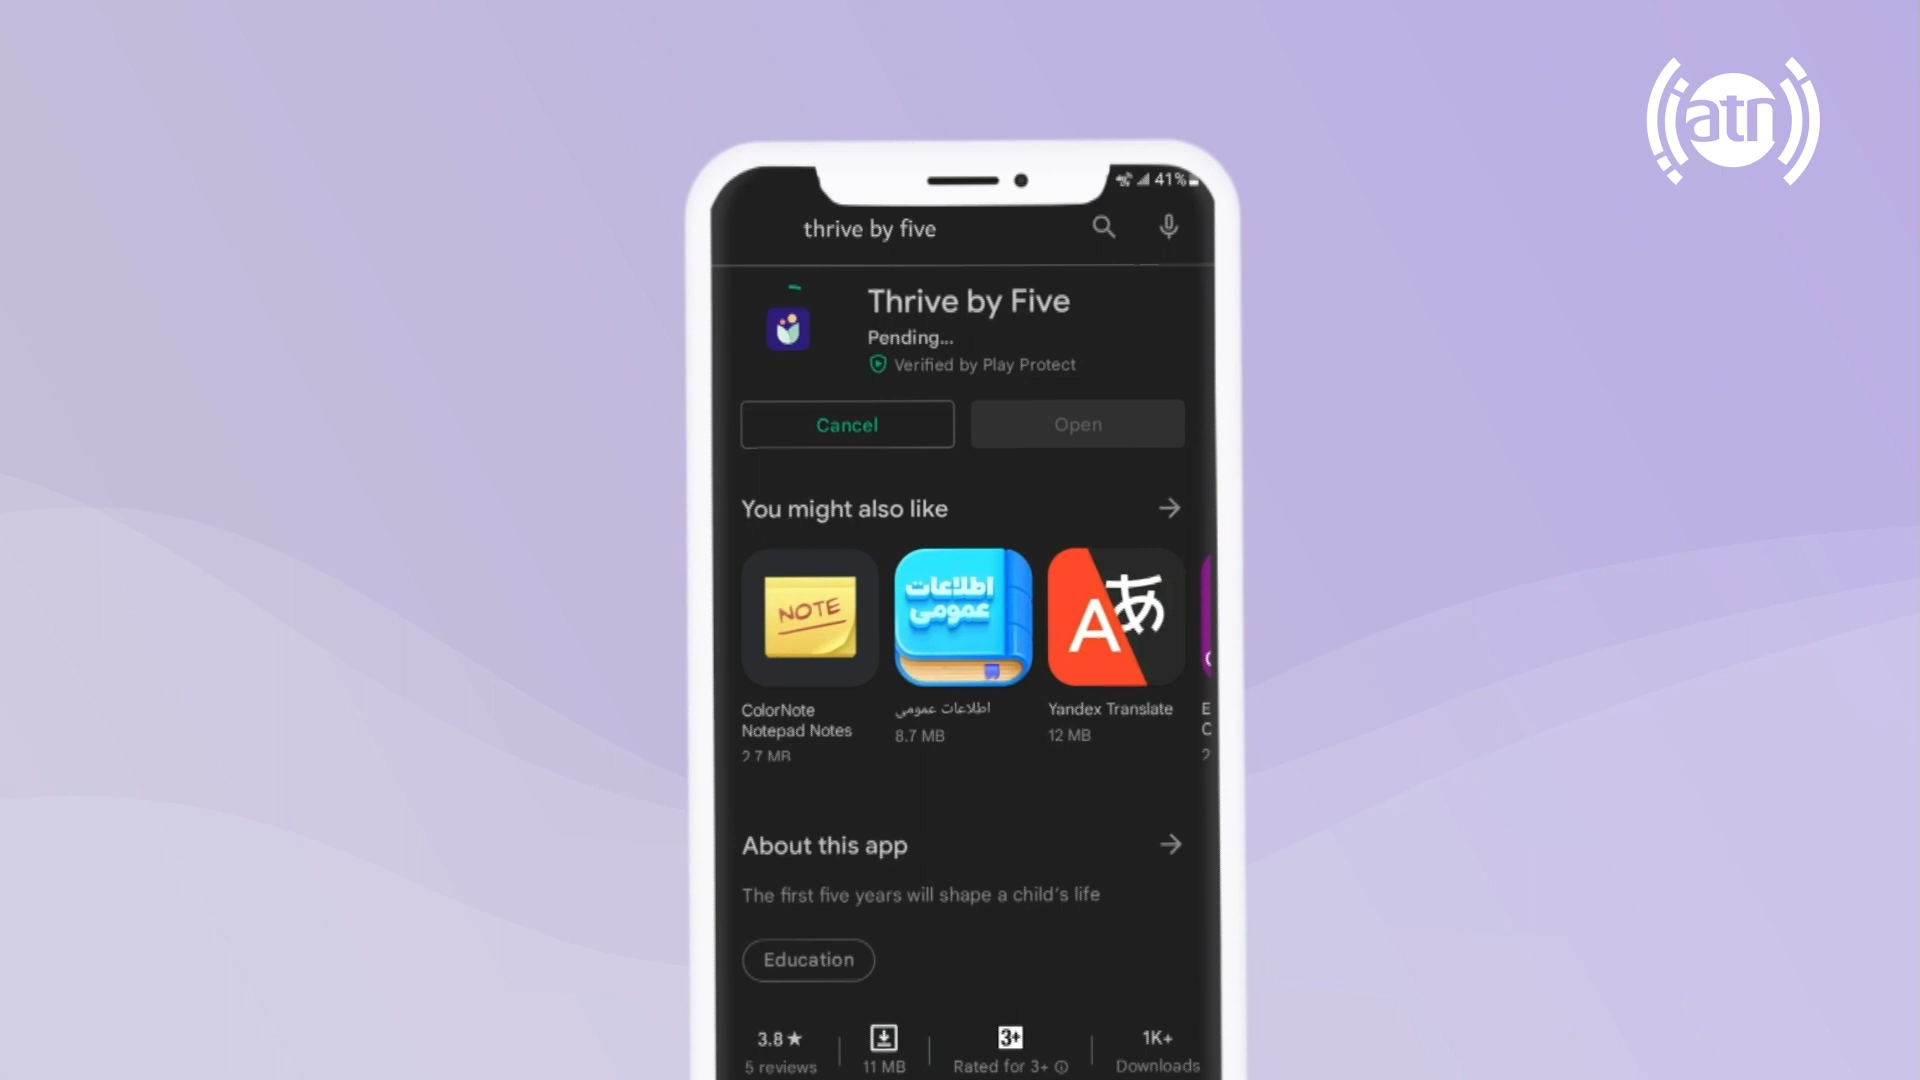 atn
41%
thrive by five
Thrive by Five
Pending...
Verified by Play Protect
Cancel
Open
You might also like
NOTE
اطلاعات
عمومی
A あ
ColorNote
Notepad Notes
2.7 MB
اطلاعات عمومی
8.7 MB
Yandex Translate
12 MB
E
C
2
About this app
The first five years will shape a child's life
Education
3.8★
5 reviews
11 MB
3+
Rated for 3+
1K+
Downloads